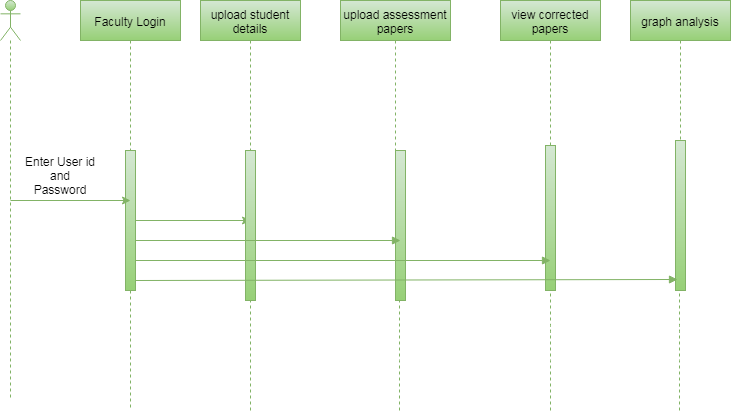 Faculty Login
upload student
details
upload assessment
papers
view corrected
papers
graph analysis
Enter User id
and
Password